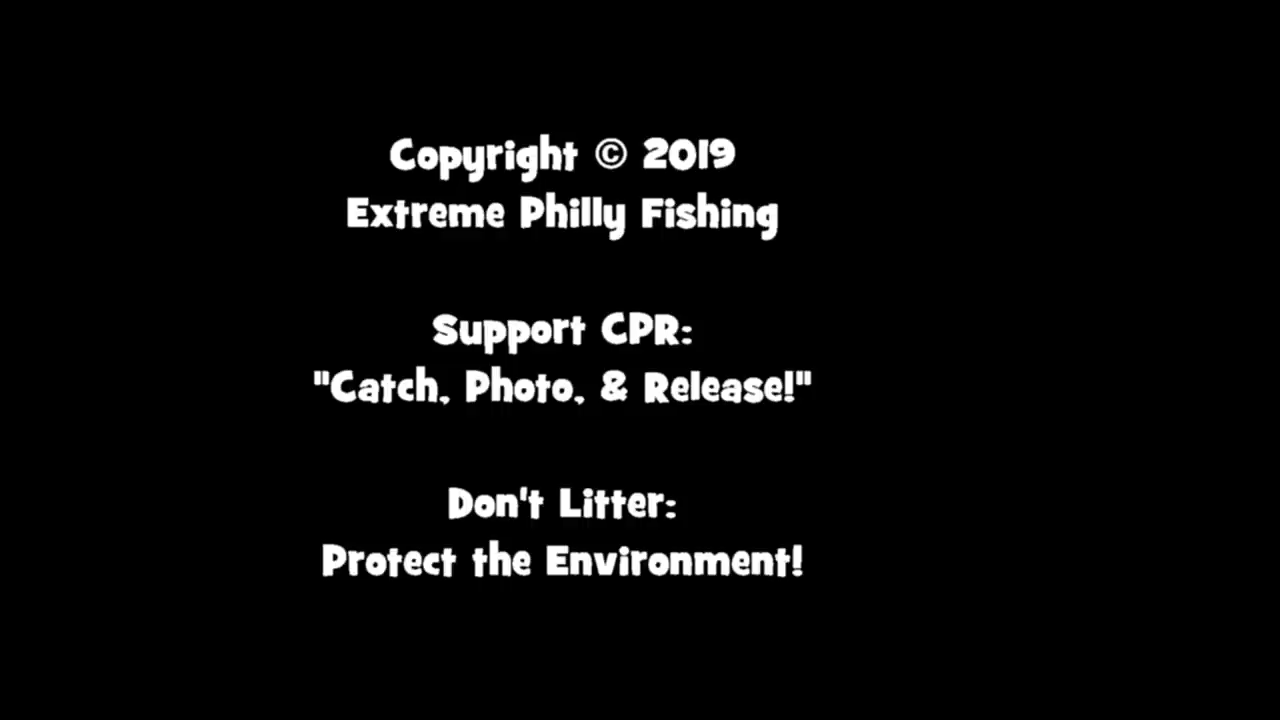 Copyright © 2019
Extreme Philly Fishing
Support CPR:
"Catch, Photo, & Release!"
Don't Litter:
Protect the Environment!